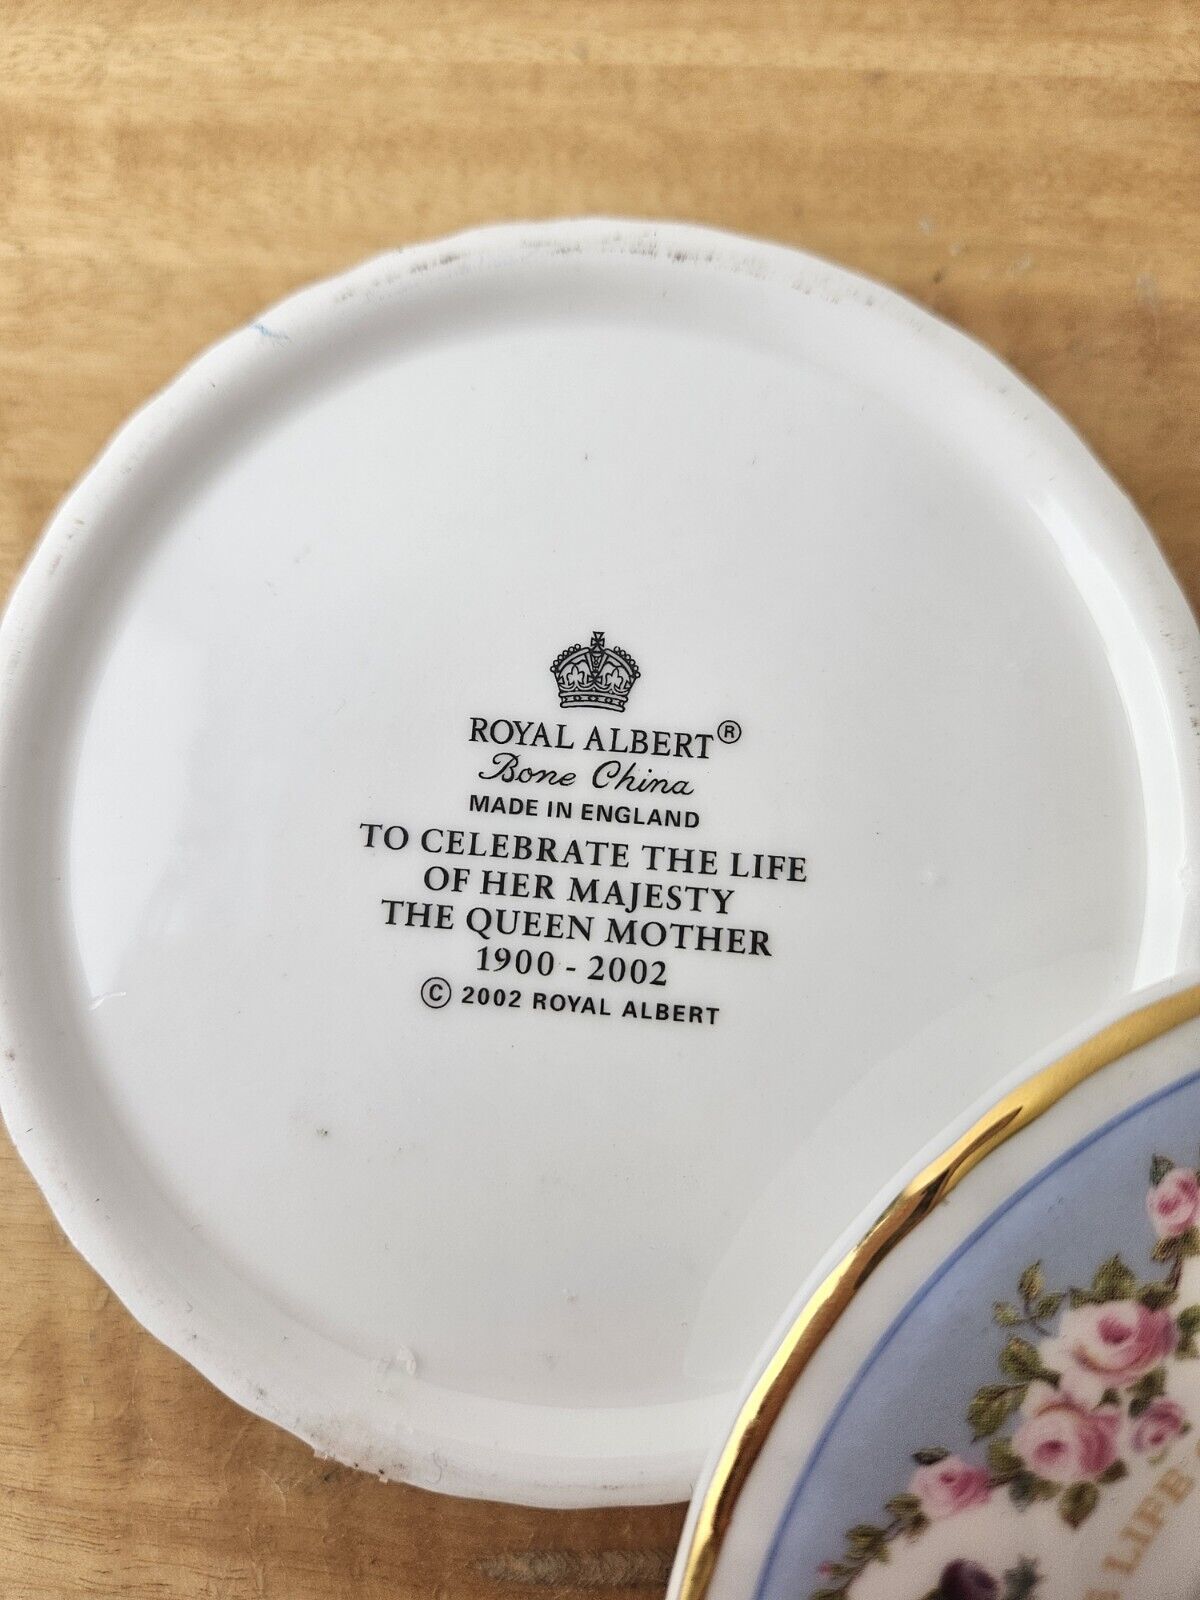 ROYAL ALBERT®
Bone China
MADE IN ENGLAND
TO CELEBRATE THE LIFE
OF HER MAJESTY
THE QUEEN MOTHER
1900 - 2002
© 2002 ROYAL ALBERT
LIFE